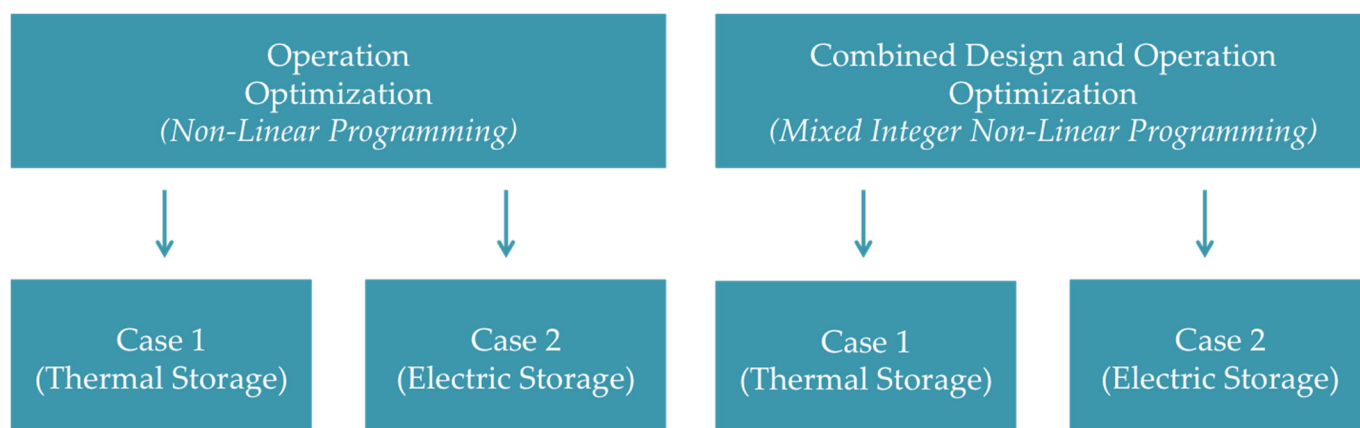 Operation
Optimization
(Non-Linear Programming)
Combined Design and Operation
Optimization
(Mixed Integer Non-Linear Programming)
Case 1
(Thermal Storage)
Case 2
(Electric Storage)
Case 1
(Thermal Storage)
Case 2
(Electric Storage)